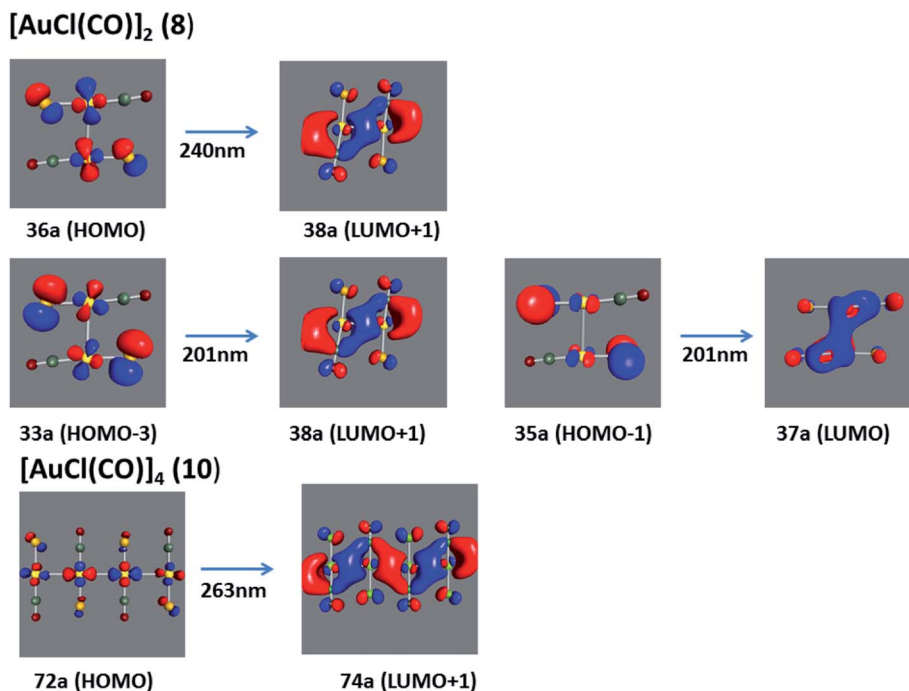 [AuCl(CO)]₂ (8)
240nm
36a (HOMO) 38a (LUMO+1)
201nm 201nm
33a (HOMO-3) 38a (LUMO+1) 35a (HOMO-1) 37a (LUMO)
[AuCl(CO)]₄ (10)
263nm
72a (HOMO) 74a (LUMO+1)